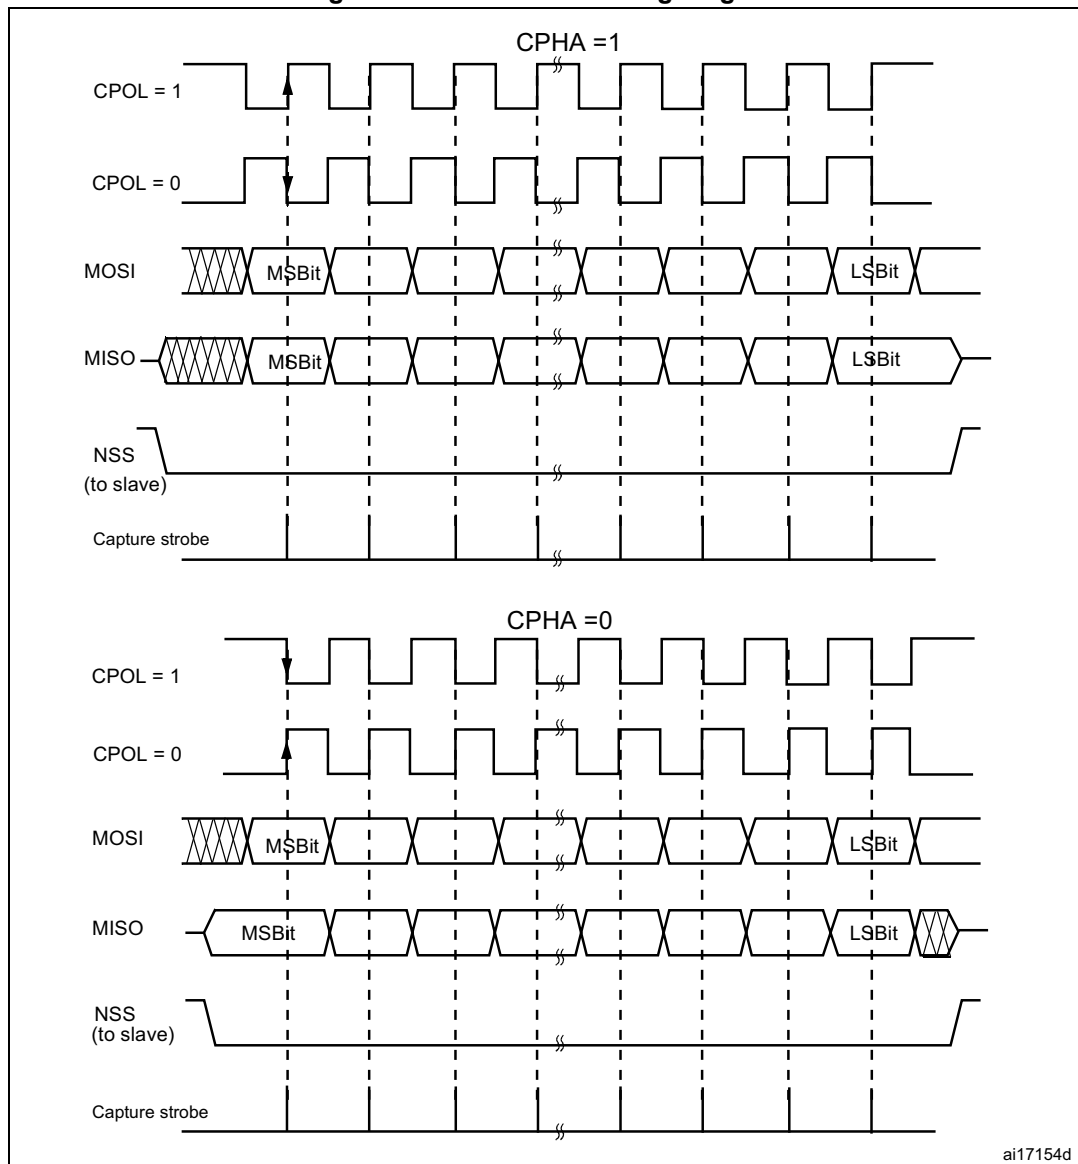 CPHA =1
CPOL = 1
CPOL = 0
MOSI
MSBit
LSBit
MISO
MSBit
LSBit
NSS
(to slave)
Capture strobe
CPHA =0
CPOL = 1
CPOL = 0
MOSI
MSBit
LSBit
MISO
MSBit
LSBit
NSS
(to slave)
Capture strobe
ai17154d